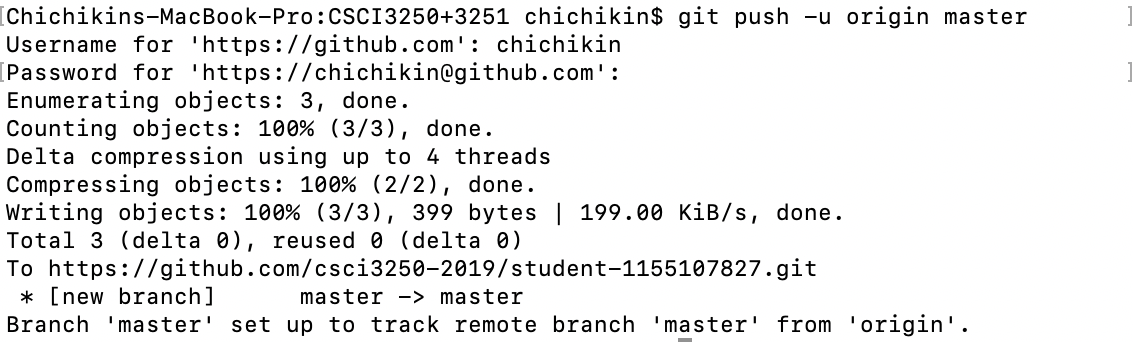 Chichikins-MacBook-Pro:CSCI3250+3251 chichikin$ git push -u origin master
Username for 'https://github.com': chichikin
Password for 'https://chichikin@github.com':
Enumerating objects: 3, done.
Counting objects: 100% (3/3), done.
Delta compression using up to 4 threads
Compressing objects: 100% (2/2), done.
Writing objects: 100% (3/3), 399 bytes | 199.00 KiB/s, done.
Total 3 (delta 0), reused 0 (delta 0)
To https://github.com/csci3250-2019/student-1155107827.git
 * [new branch]      master -> master
Branch 'master' set up to track remote branch 'master' from 'origin'.